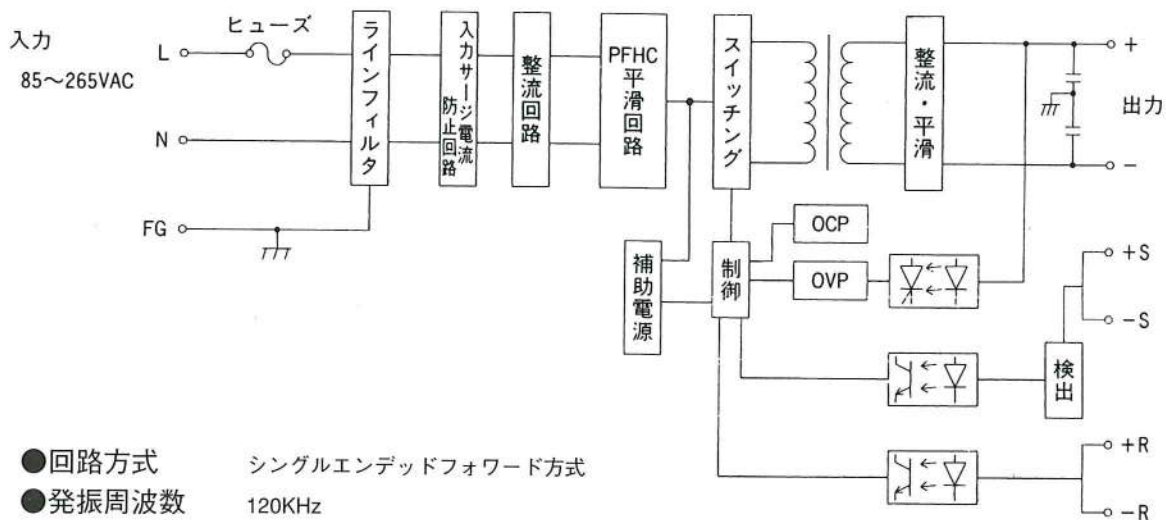 入力
85〜265VAC
ヒューズ
L
N
FG
ラインフィルタ
入力サージ電流
防止回路
整流回路
PFHC
平滑回路
スイッチング
整流・平滑
+
出力
-
補助電源
制御
OCP
OVP
+S
-S
検出
+R
-R
●回路方式 シングルエンデッドフォワード方式
●発振周波数 120KHz